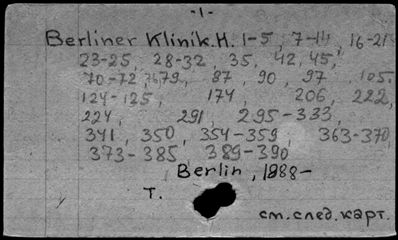 -1-
Berliner Klinik. H. 1-5, 7-14, 16-21
23-25, 28-32, 35, 42, 45,
70-72, 79, 87, 90, 97, 105.
124-125, 174, 206, 222,
224, 291, 295-333,
341, 350, 354-359, 363-370,
373-385, 389-390
Berlin, 1888-
Т.
см. след. карт.